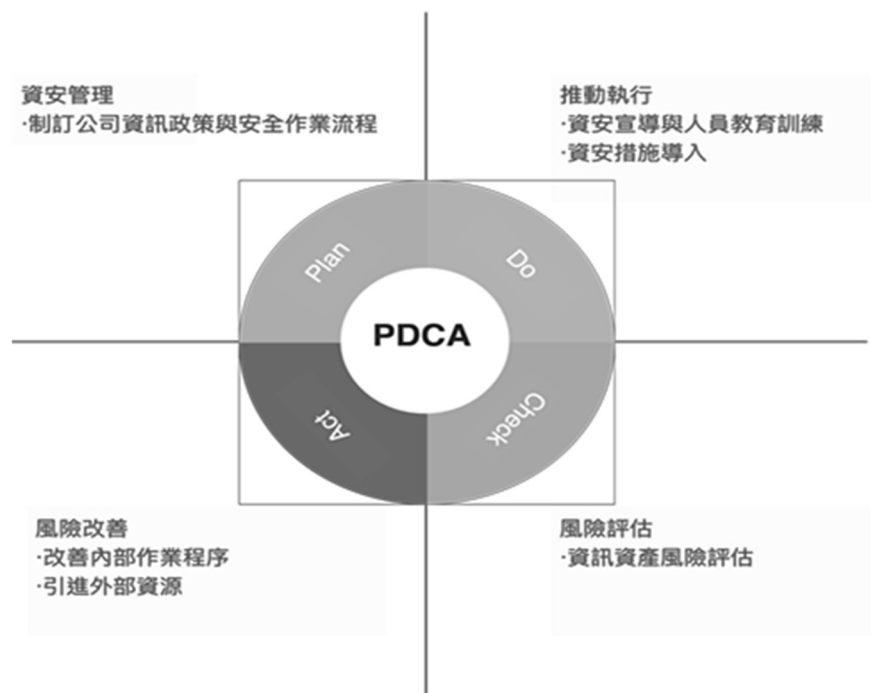 資安管理
·制訂公司資訊政策與安全作業流程
推動執行
·資安宣導與人員教育訓練
·資安措施導入
Plan
Do
PDCA
Act
Check
風險改善
·改善內部作業程序
·引進外部資源
風險評估
·資訊資產風險評估